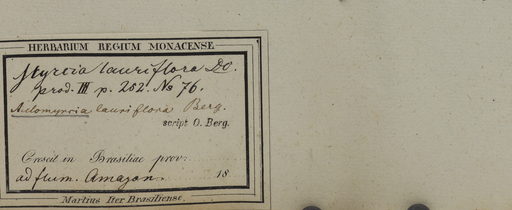 HERBARIUM REGIUM MONACENSE
Myrcia lauriflora DC.
prod. III p. 252. No 76.
Aulomyrcia lauriflora Berg.
script O. Berg.
Crescit in Brasiliae prov:
ad flum. Amazon. 18
Martius Iter Brasiliense.